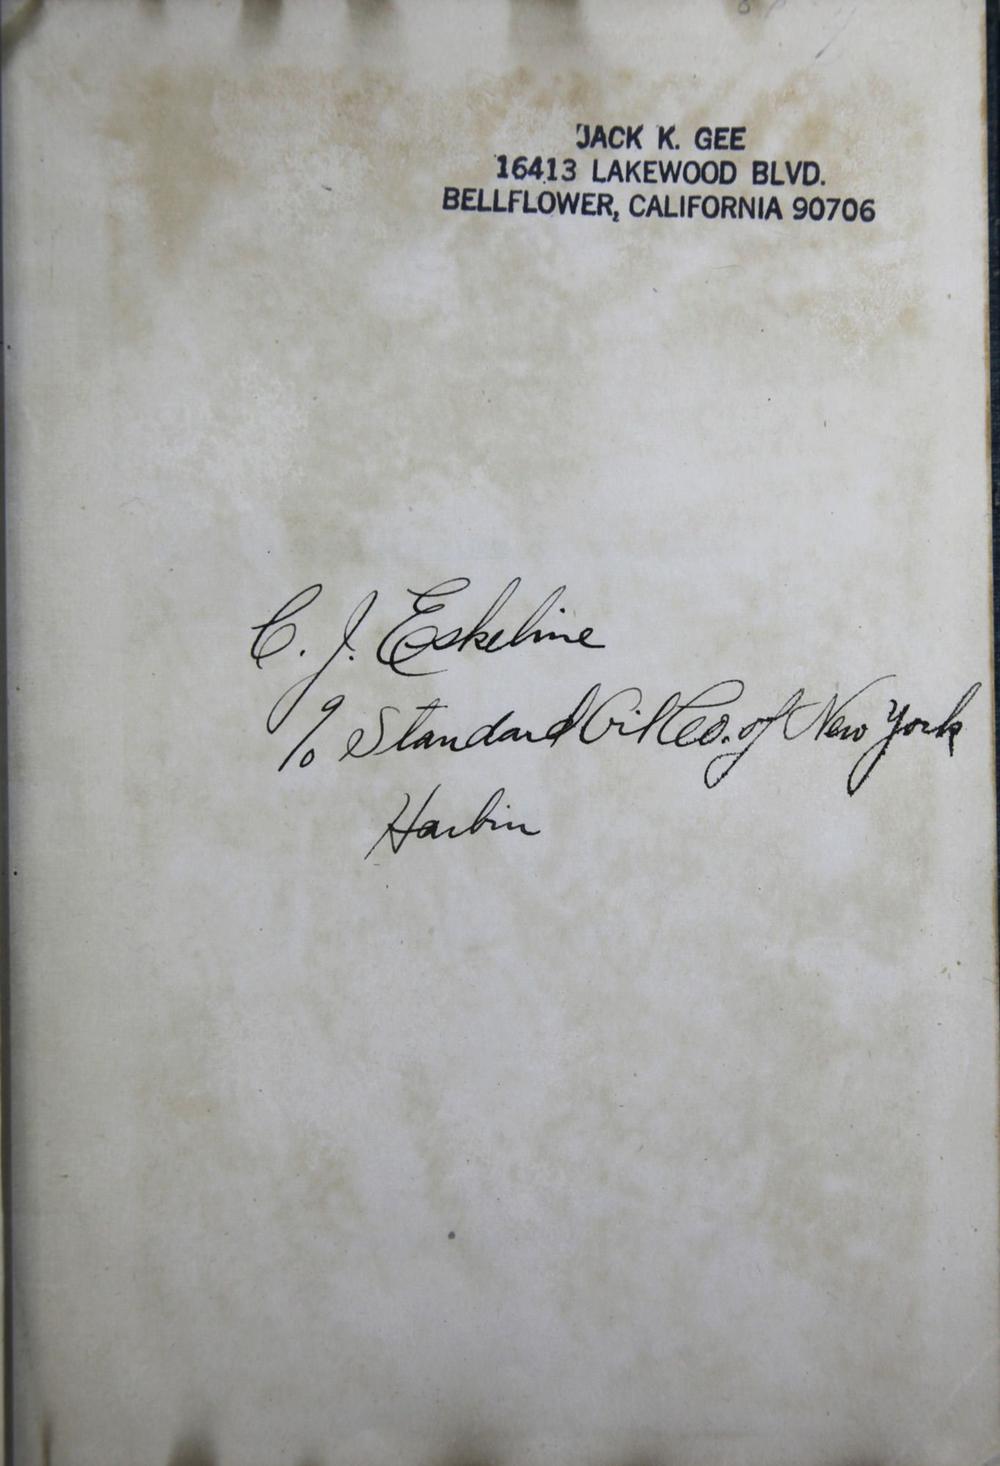 JACK K. GEE
16413 LAKEWOOD BLVD.
BELLFLOWER, CALIFORNIA 90706
C. J. Eskeline
℅ Standard Oil Co. of New York
Harbin